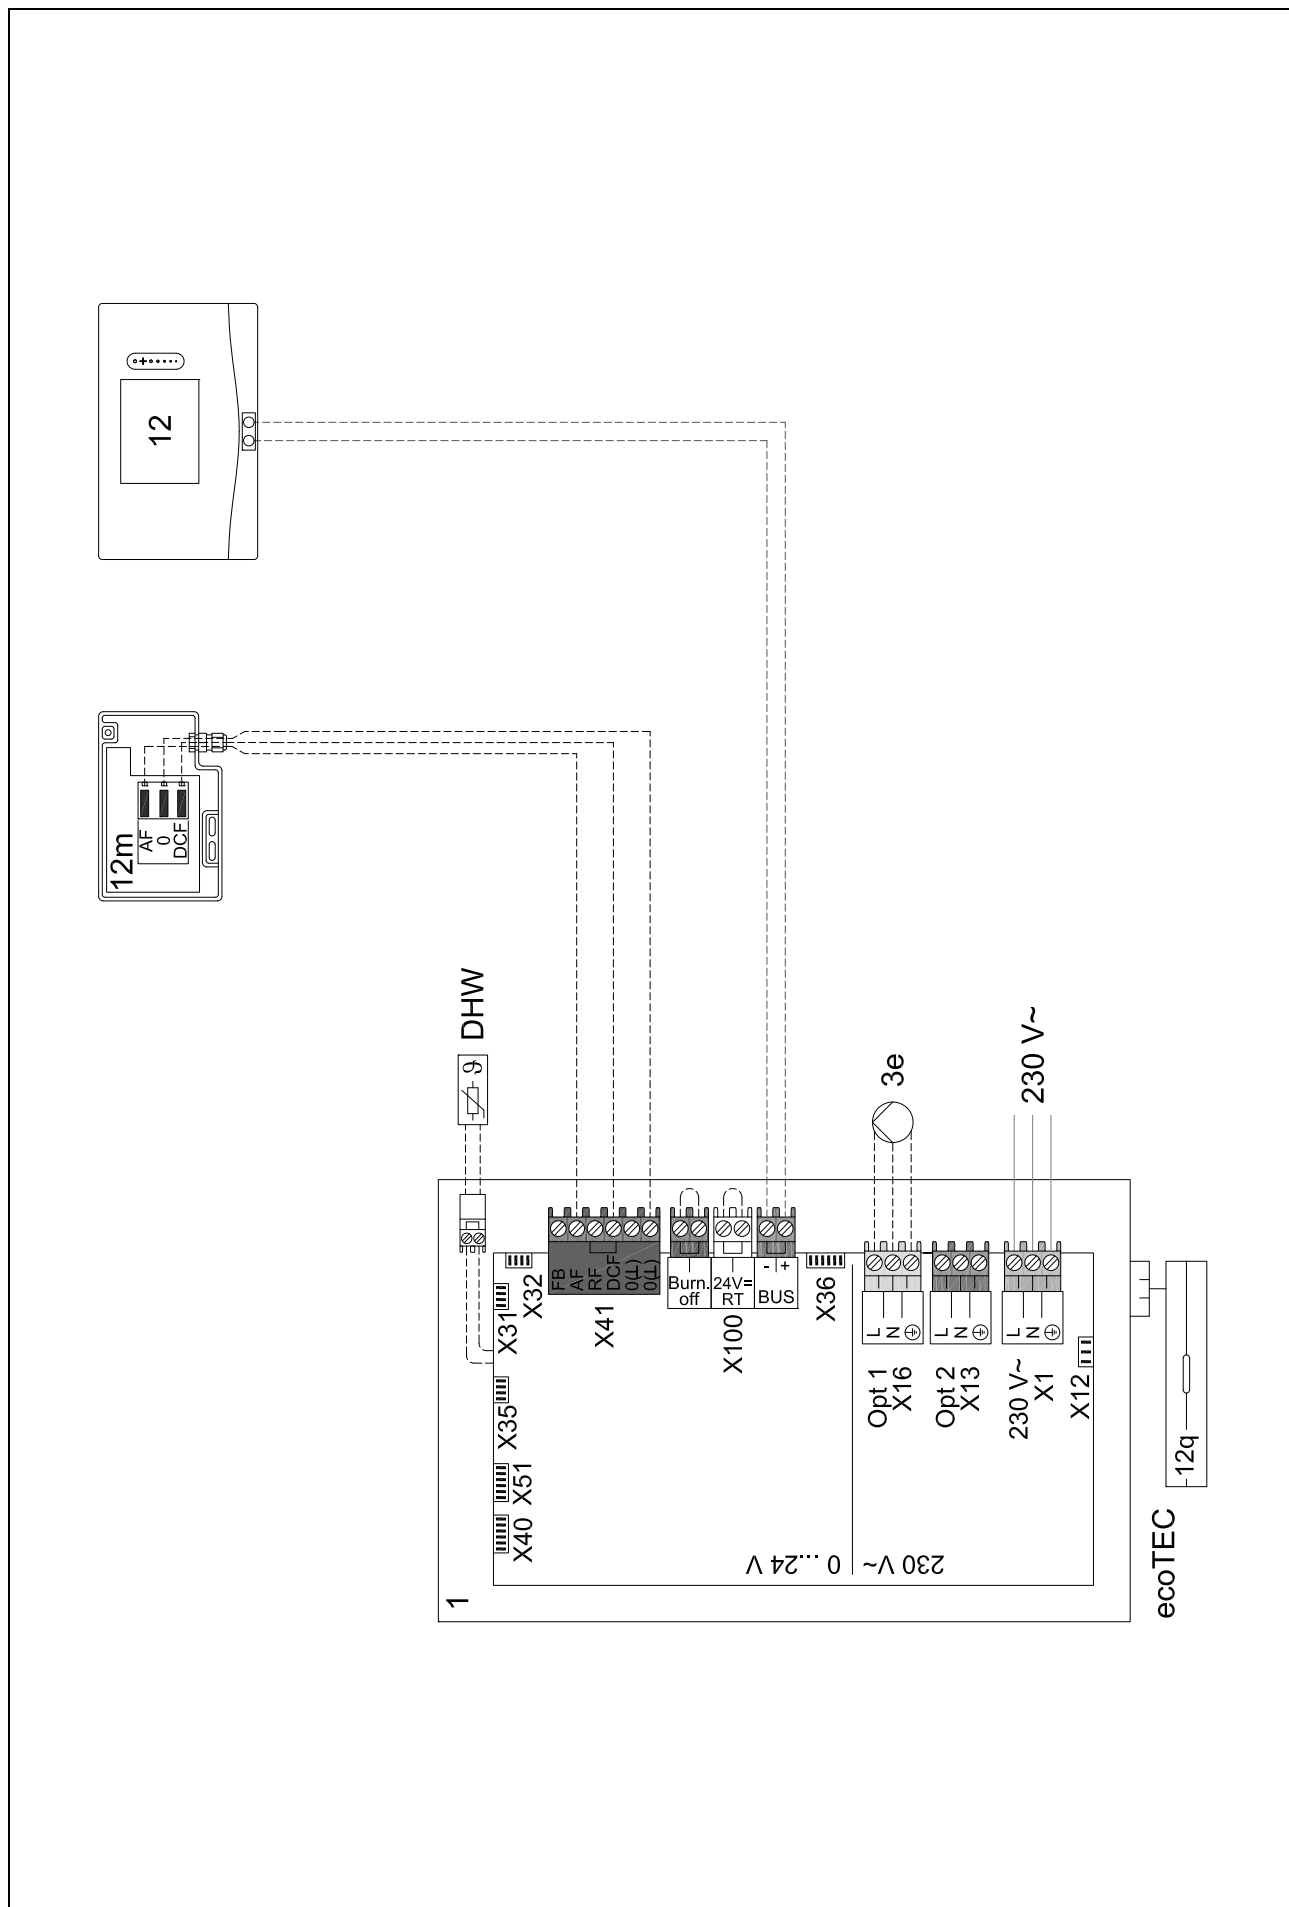 12
12m
AF
0
DCF
DHW
ϑ
1
X31
X32
X35
X51
X40
FB
AF
RF
DCF
0(⊥)
0(⊥)
X41
Burn.
off
24V=
RT
X100
- +
BUS
X36
0 ...24 V
230 V~
3e
L
N
Opt 1
X16
L
N
Opt 2
X13
230 V~
L
N
230 V~
X1
X12
12q
ecoTEC